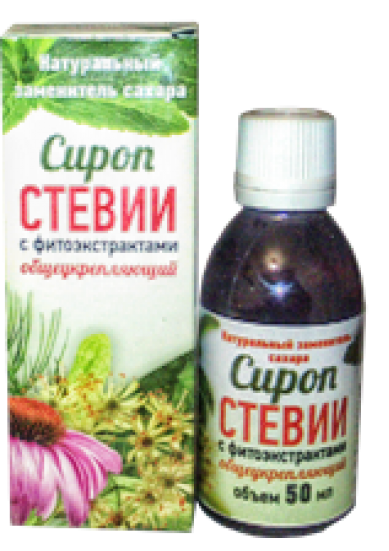 Натуральный
заменитель сахара
Сироп
СТЕВИИ
с фитоэкстрактами
общеукрепляющий
Натуральный заменитель
сахара
Сироп
СТЕВИИ
с фитоэкстрактами
общеукрепляющий
объем 50 мл